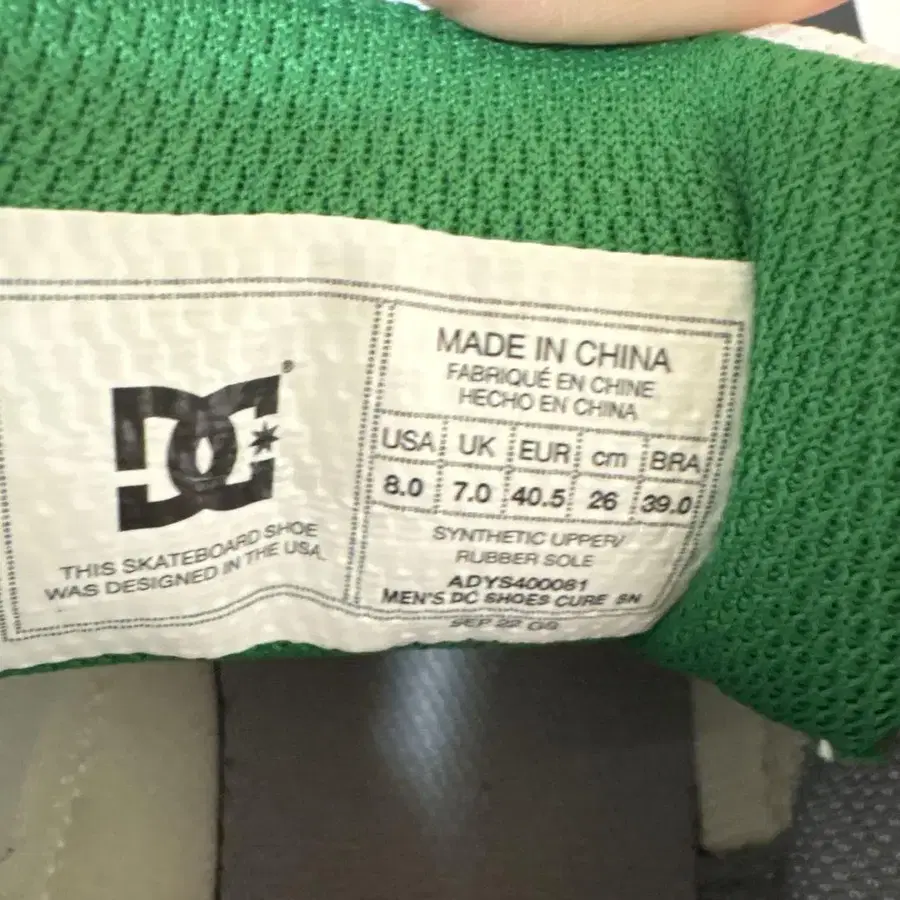 DC®
THIS SKATEBOARD SHOE
WAS DESIGNED IN THE USA.
MADE IN CHINA
FABRIQUÉ EN CHINE
HECHO EN CHINA
USA UK EUR cm BRA
8.0 7.0 40.5 26 39.0
SYNTHETIC UPPER/
RUBBER SOLE
ADYS400081
MEN'S DC SHOES CURE SN
SEP 22